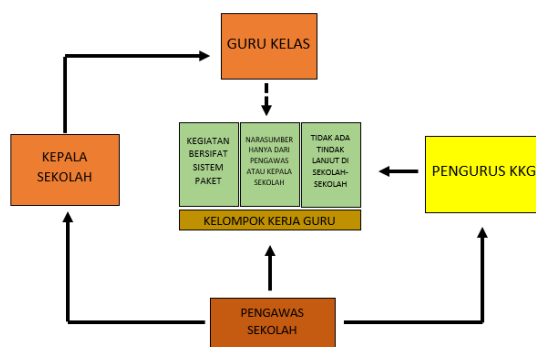 GURU KELAS
KEGIATAN
BERSIFAT
SISTEM
PAKET
NARASUMBER
HANYA DARI
PENGAWAS
ATAU KEPALA
SEKOLAH
TIDAK ADA
TINDAK
LANJUT DI
SEKOLAH-
SEKOLAH
KEPALA
SEKOLAH
PENGURUS KKG
KELOMPOK KERJA GURU
PENGAWAS
SEKOLAH